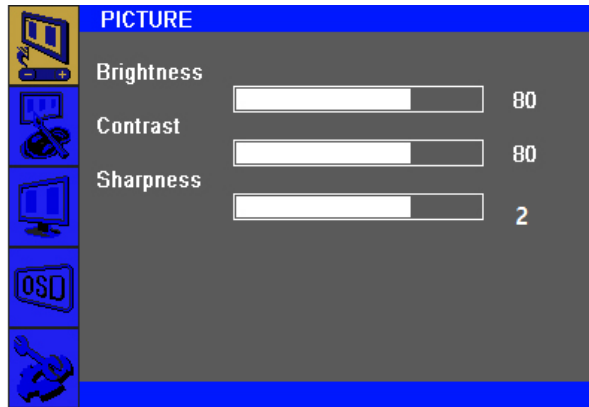 PICTURE
Brightness
80
Contrast
80
Sharpness
2
OSD